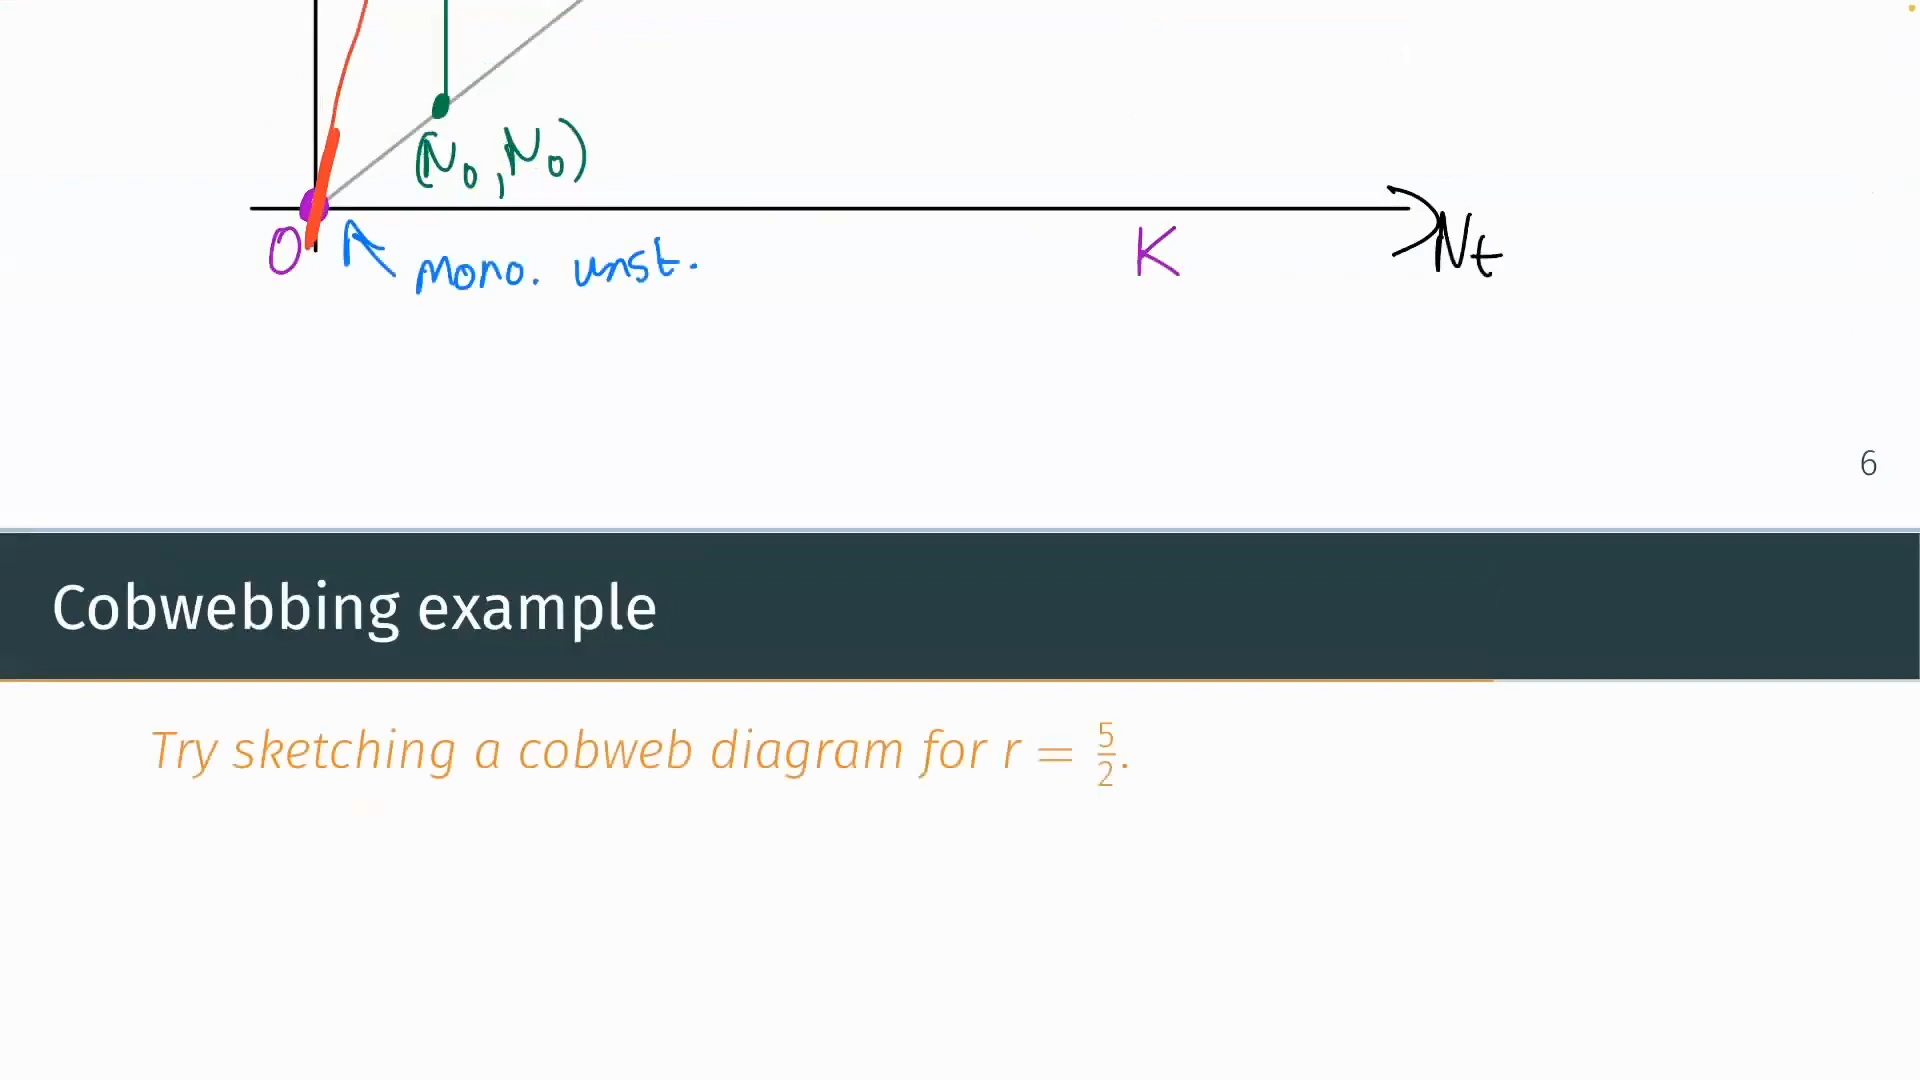 (N₀, N₀)
0
mono. unst.
K
Nₜ
6
Cobwebbing example
Try sketching a cobweb diagram for r = 5/2.